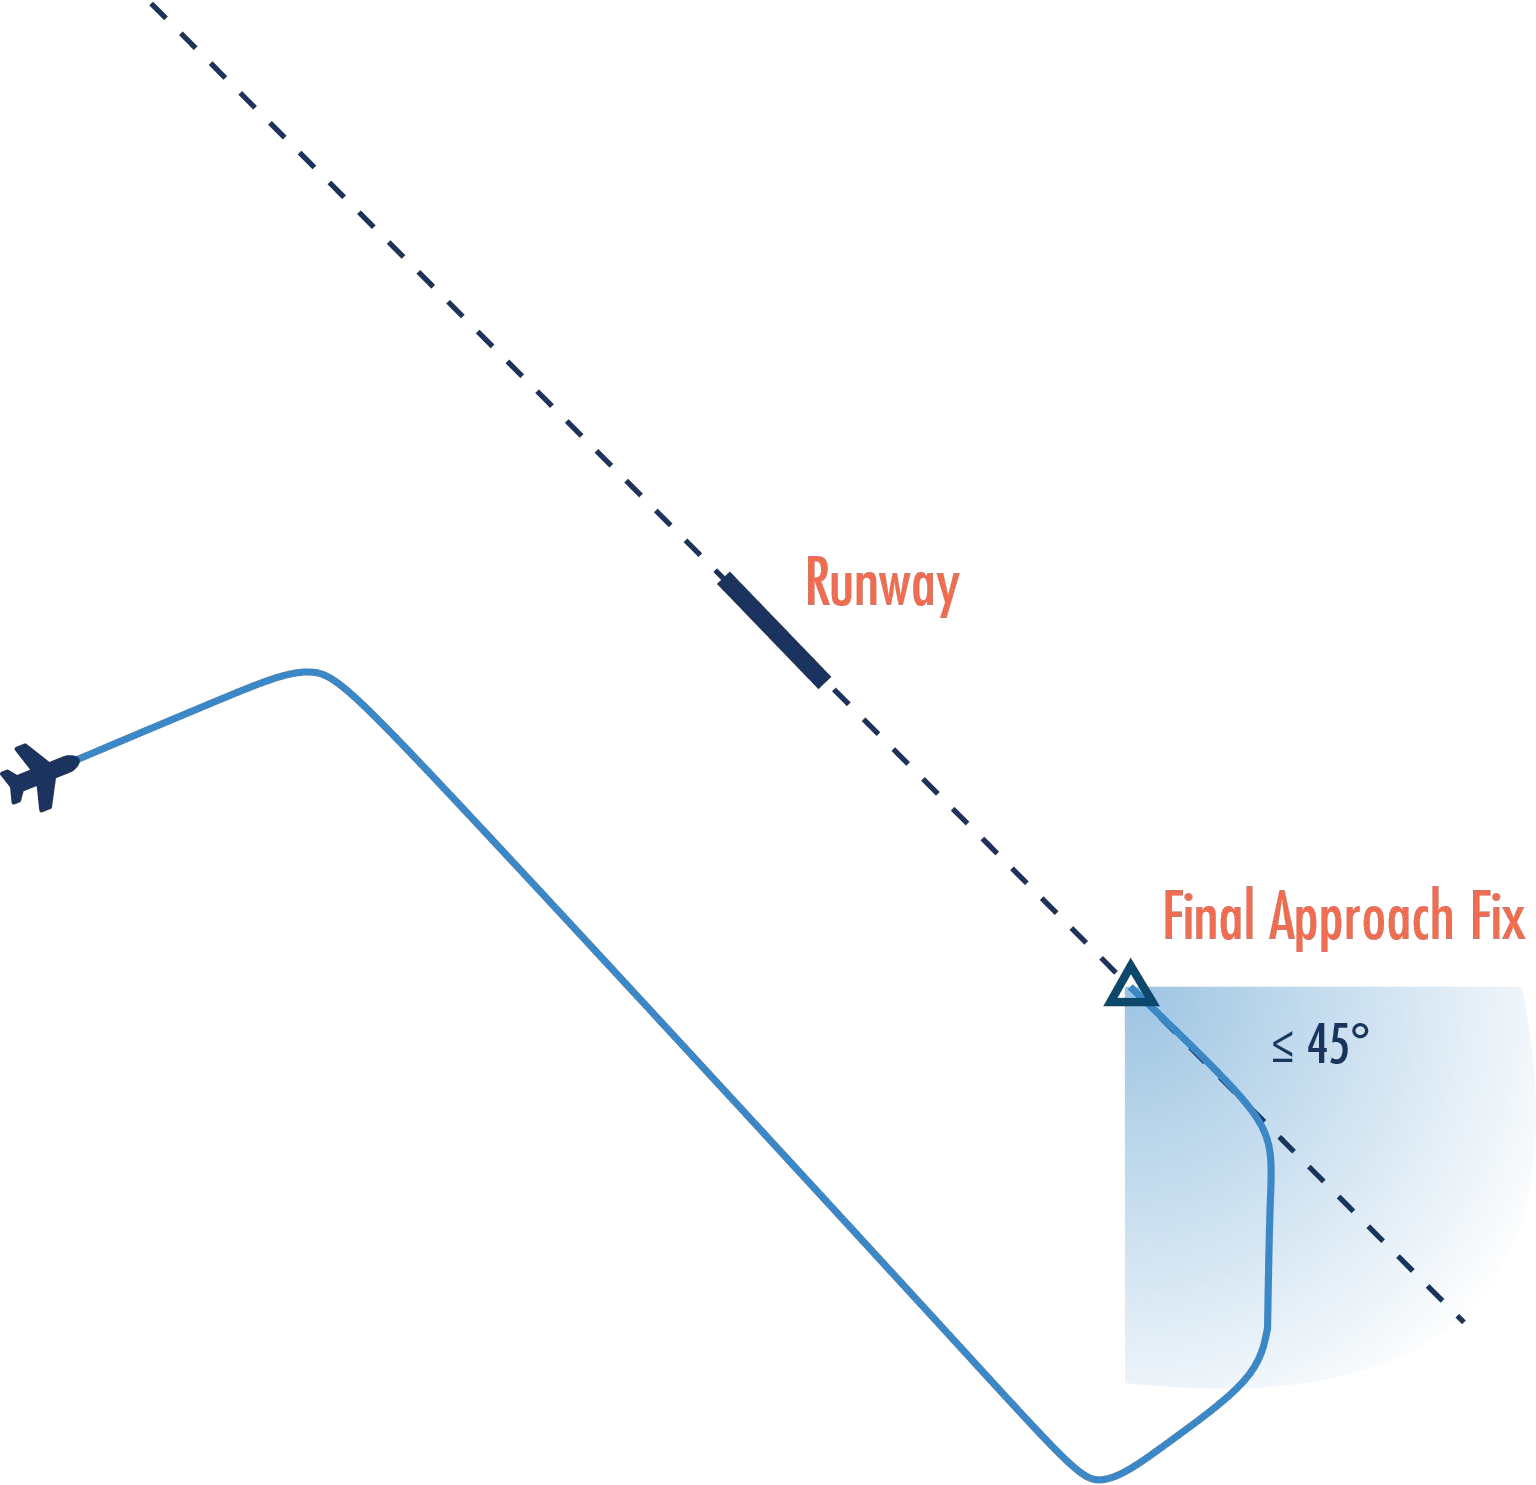 Runway
Final Approach Fix
≤ 45°